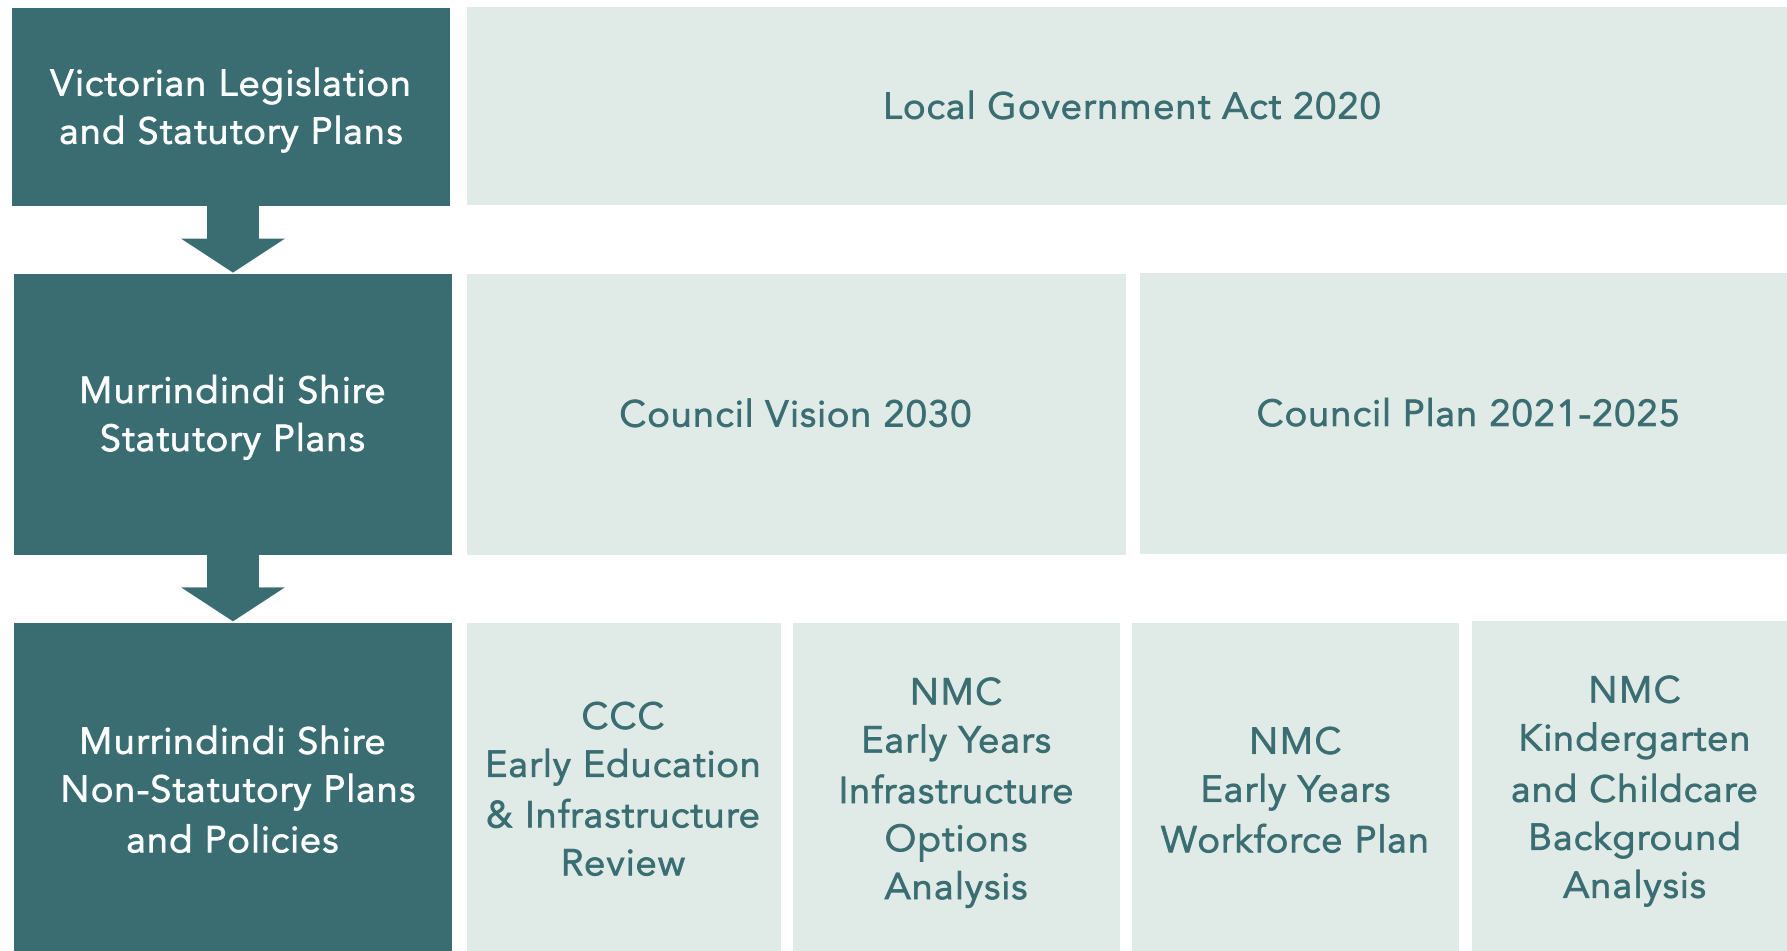 Victorian Legislation
and Statutory Plans
Local Government Act 2020
Murrindindi Shire
Statutory Plans
Council Vision 2030
Council Plan 2021-2025
Murrindindi Shire
Non-Statutory Plans
and Policies
CCC
Early Education
& Infrastructure
Review
NMC
Early Years
Infrastructure
Options
Analysis
NMC
Early Years
Workforce Plan
NMC
Kindergarten
and Childcare
Background
Analysis